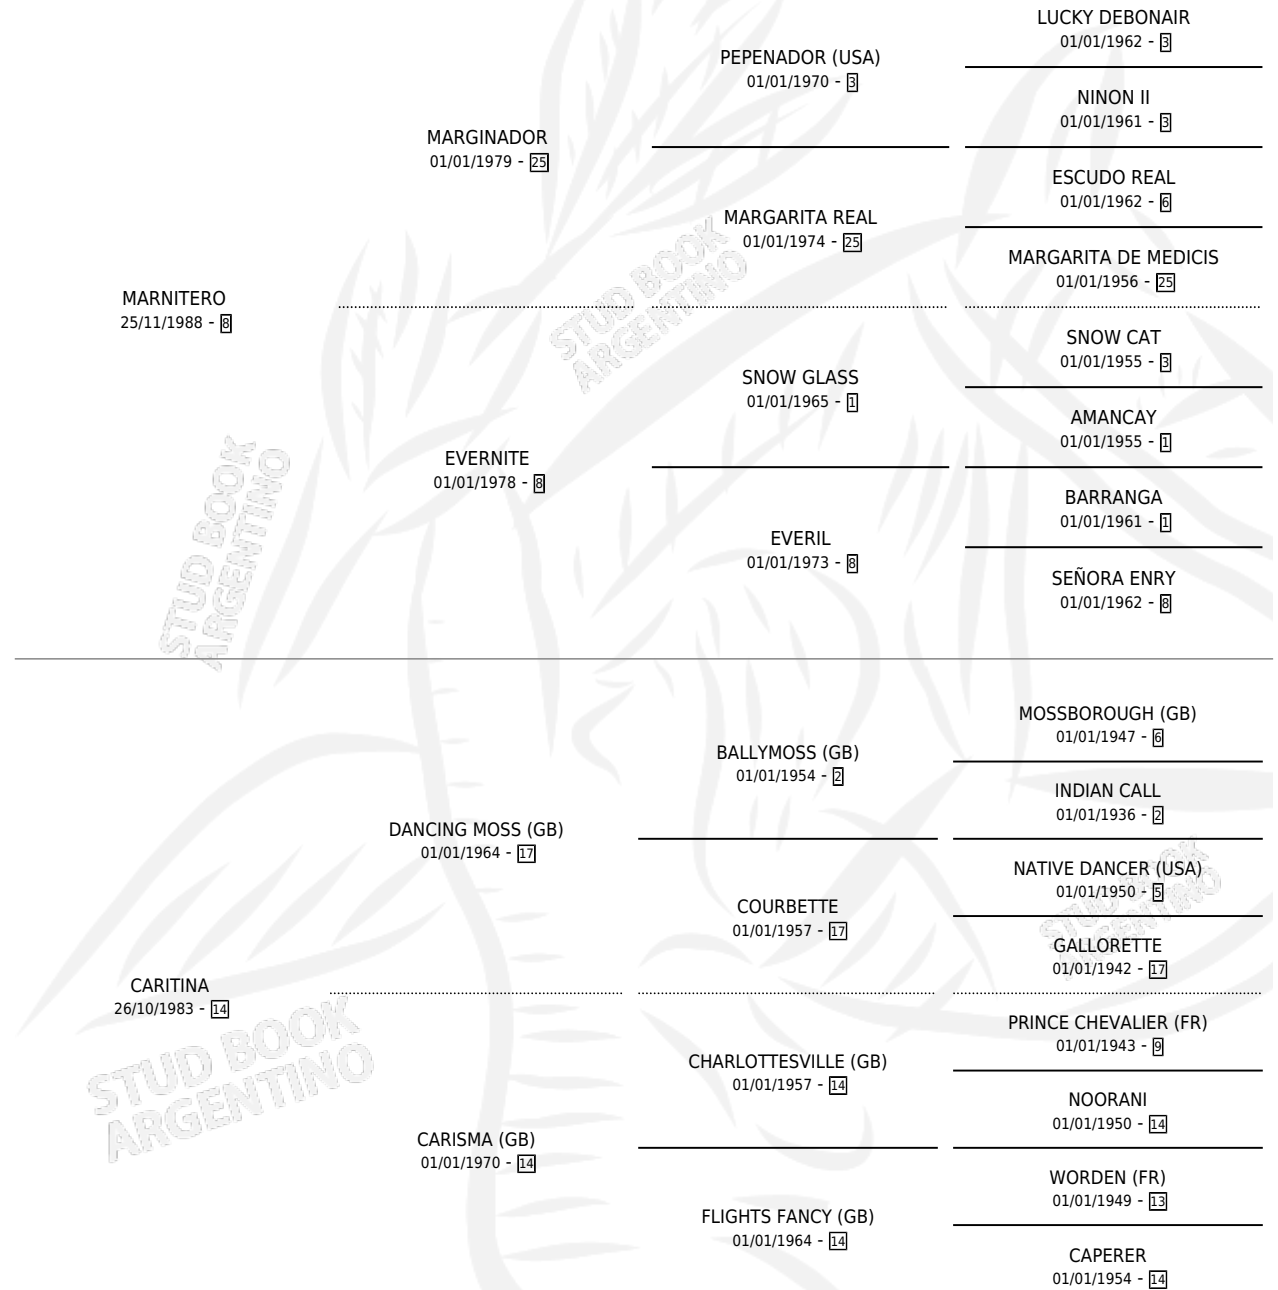 LUCKY DEBONAIR
01/01/1962 - 3
PEPENADOR (USA)
01/01/1970 - 3
NINON II
01/01/1961 - 3
MARGINADOR
01/01/1979 - 25
ESCUDO REAL
01/01/1962 - 6
MARGARITA REAL
01/01/1974 - 25
MARGARITA DE MEDICIS
01/01/1956 - 25
MARNITERO
25/11/1988 - 8
STUD BOOK
ARGENTINO
SNOW CAT
01/01/1955 - 3
SNOW GLASS
01/01/1965 - 1
AMANCAY
01/01/1955 - 1
EVERNITE
01/01/1978 - 8
BARRANGA
01/01/1961 - 1
EVERIL
01/01/1973 - 8
SEÑORA ENRY
01/01/1962 - 8
STUD BOOK
ARGENTINO
MOSSBOROUGH (GB)
01/01/1947 - 6
BALLYMOSS (GB)
01/01/1954 - 2
INDIAN CALL
01/01/1936 - 2
DANCING MOSS (GB)
01/01/1964 - 17
NATIVE DANCER (USA)
01/01/1950 - 5
STUD BOOK
ARGENTINO
COURBETTE
01/01/1957 - 17
GALLORETTE
01/01/1942 - 17
CARITINA
26/10/1983 - 14
PRINCE CHEVALIER (FR)
01/01/1943 - 9
CHARLOTTESVILLE (GB)
01/01/1957 - 14
STUD BOOK
ARGENTINO
NOORANI
01/01/1950 - 14
CARISMA (GB)
01/01/1970 - 14
WORDEN (FR)
01/01/1949 - 13
FLIGHTS FANCY (GB)
01/01/1964 - 14
CAPERER
01/01/1954 - 14